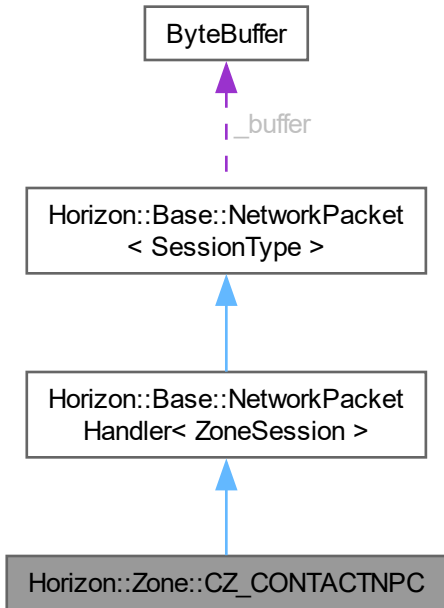 ByteBuffer
_buffer
Horizon::Base::NetworkPacket
< SessionType >
Horizon::Base::NetworkPacket
Handler< ZoneSession >
Horizon::Zone::CZ_CONTACTNPC